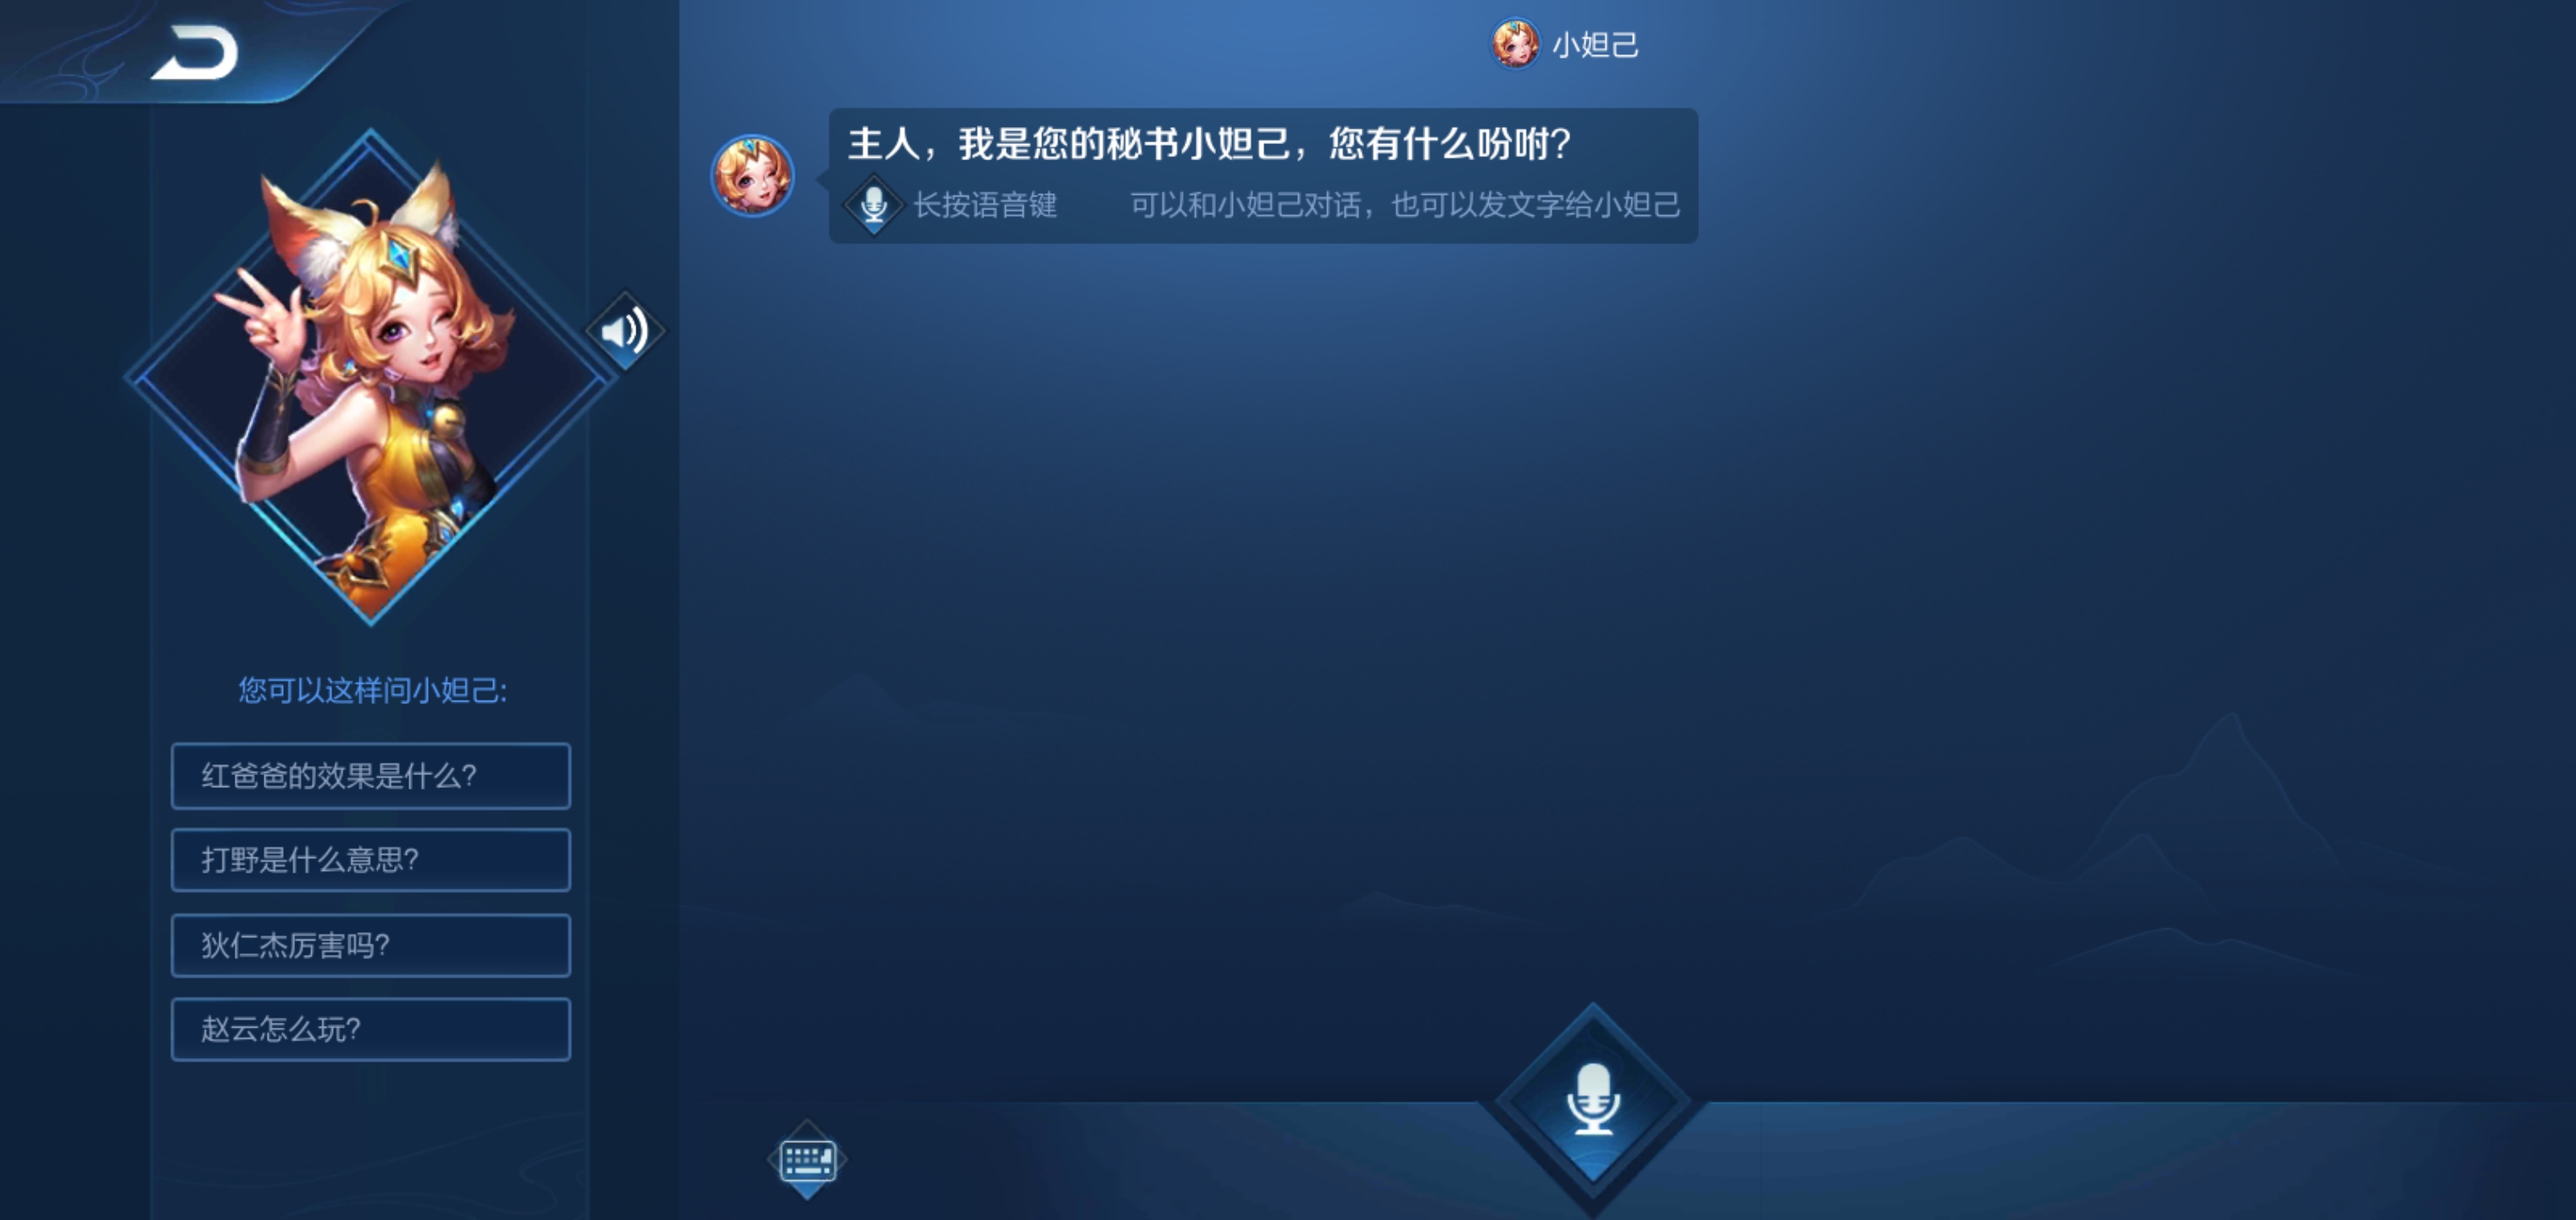 小妲己
主人，我是您的秘书小妲己，您有什么吩咐？
长按语音键 可以和小妲己对话，也可以发文字给小妲己
您可以这样问小妲己:
红爸爸的效果是什么?
打野是什么意思?
狄仁杰厉害吗?
赵云怎么玩?